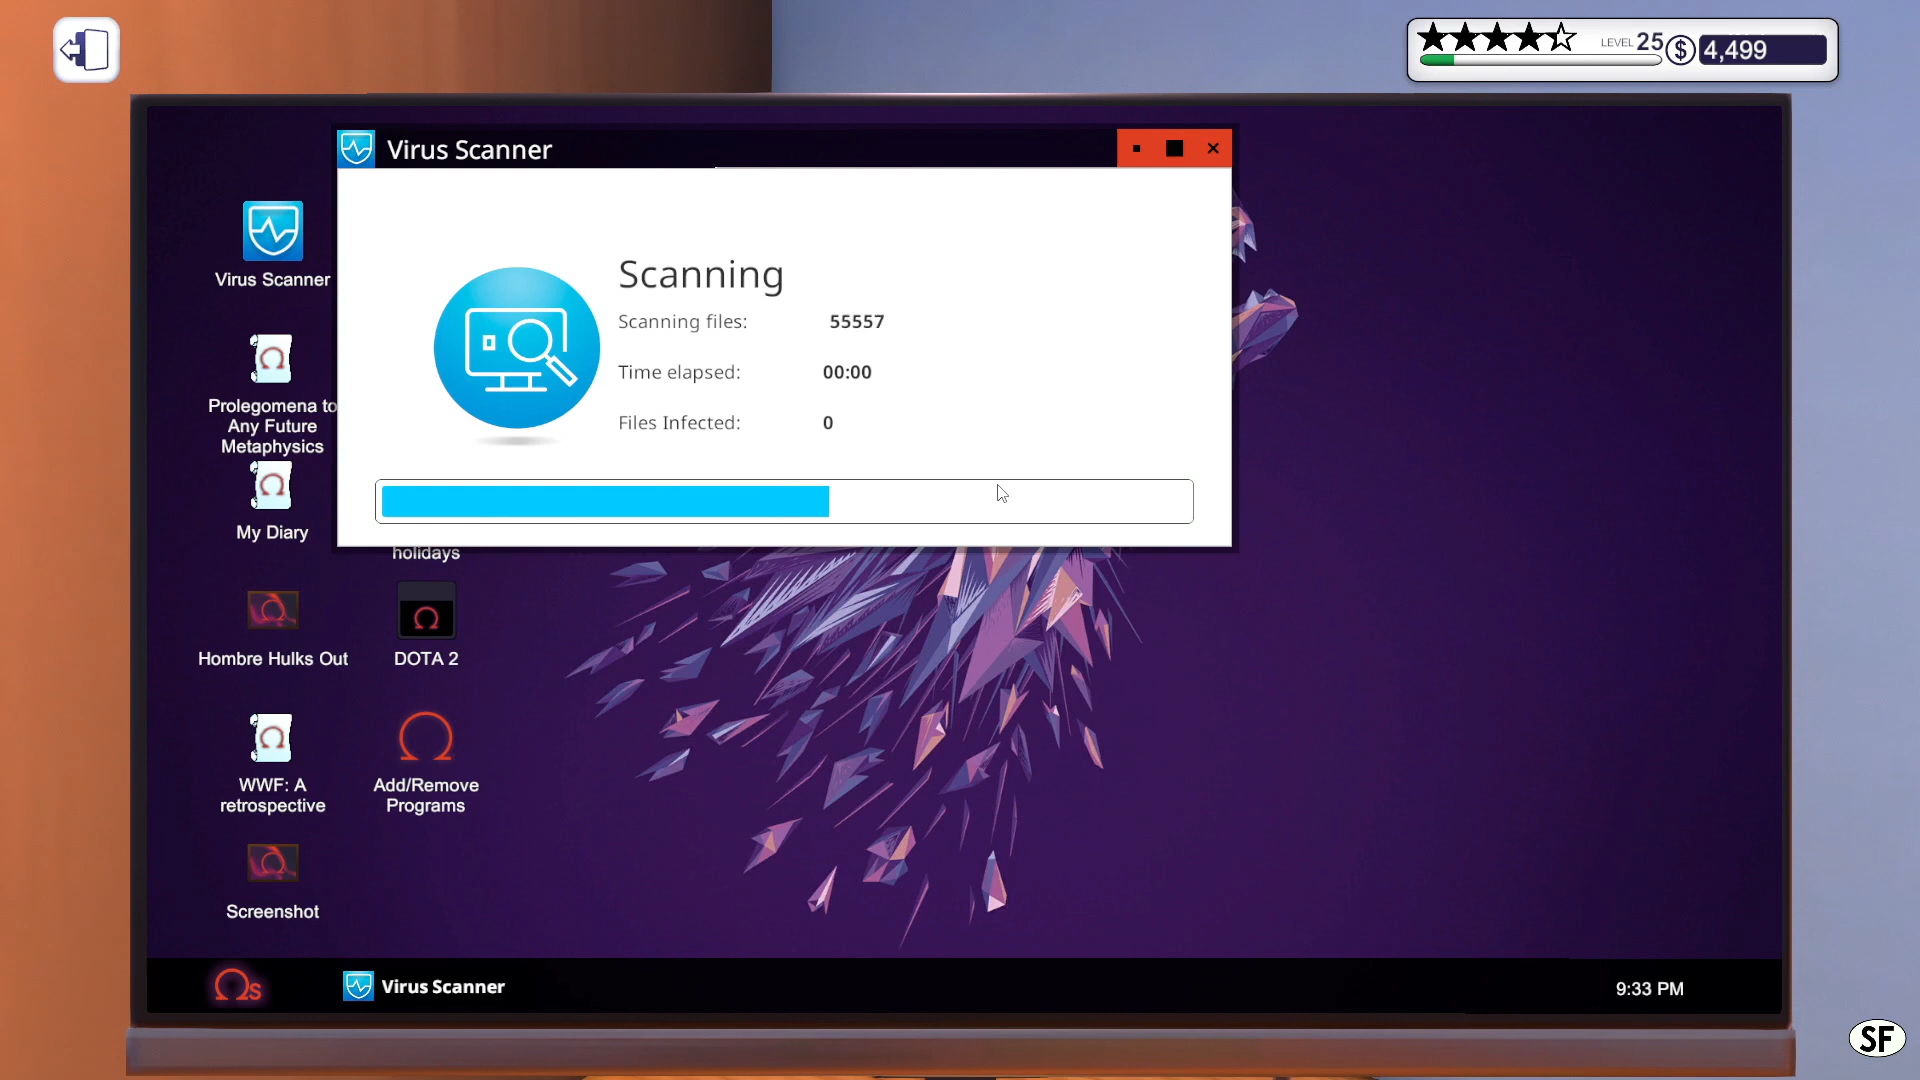 LEVEL 25 $ 4,499
Virus Scanner
Scanning
Scanning files: 55557
Time elapsed: 00:00
Files Infected: 0
Virus Scanner
Prolegomena to
Any Future
Metaphysics
My Diary
holidays
Hombre Hulks Out
DOTA 2
WWF: A
retrospective
Add/Remove
Programs
Screenshot
Ωs
Virus Scanner
9:33 PM
SF